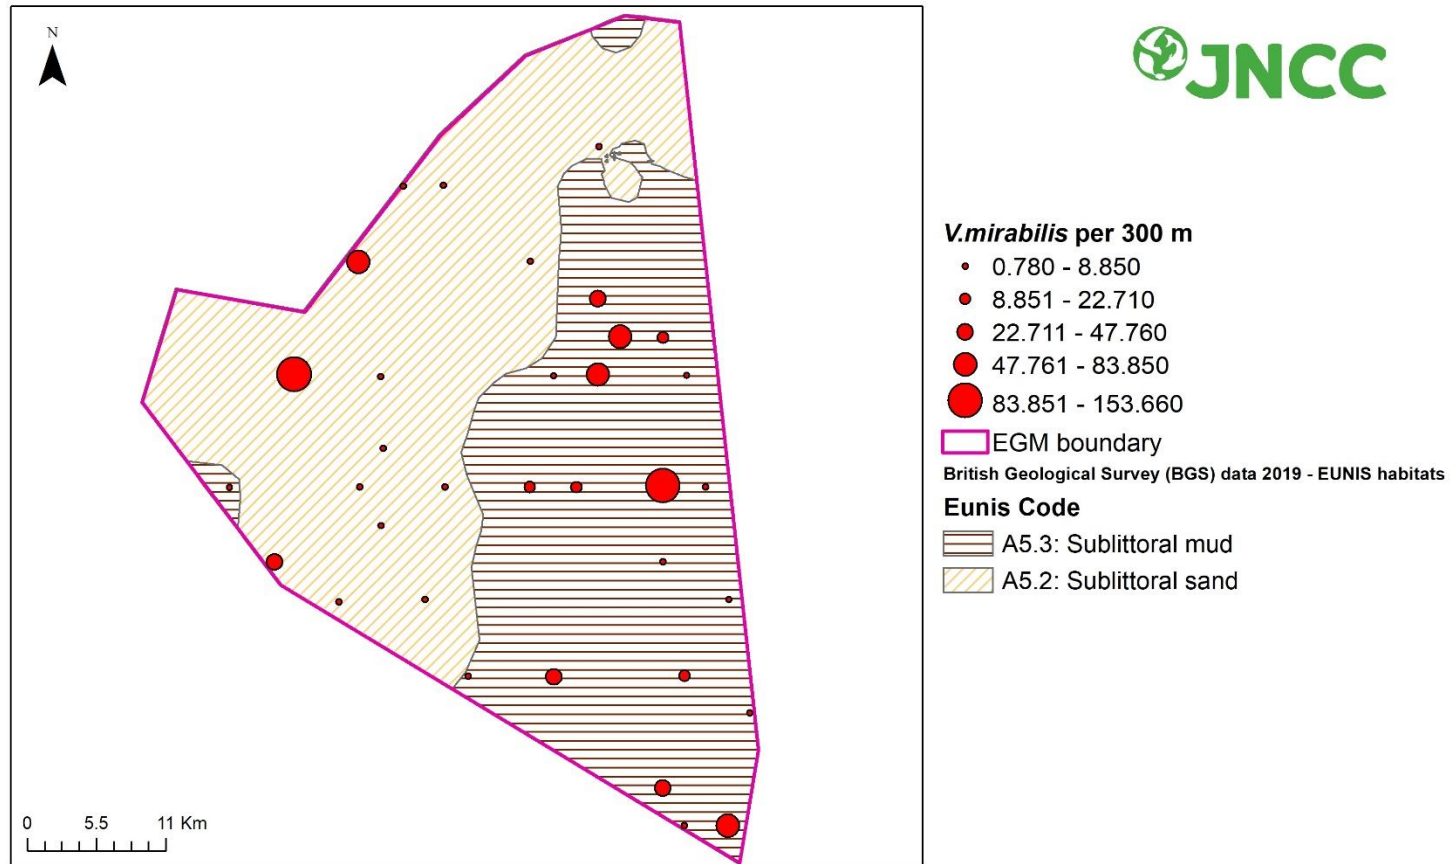 N
JNCC
V.mirabilis per 300 m
0.780 - 8.850
8.851 - 22.710
22.711 - 47.760
47.761 - 83.850
83.851 - 153.660
EGM boundary
British Geological Survey (BGS) data 2019 - EUNIS habitats
Eunis Code
A5.3: Sublittoral mud
A5.2: Sublittoral sand
0 5.5 11 Km